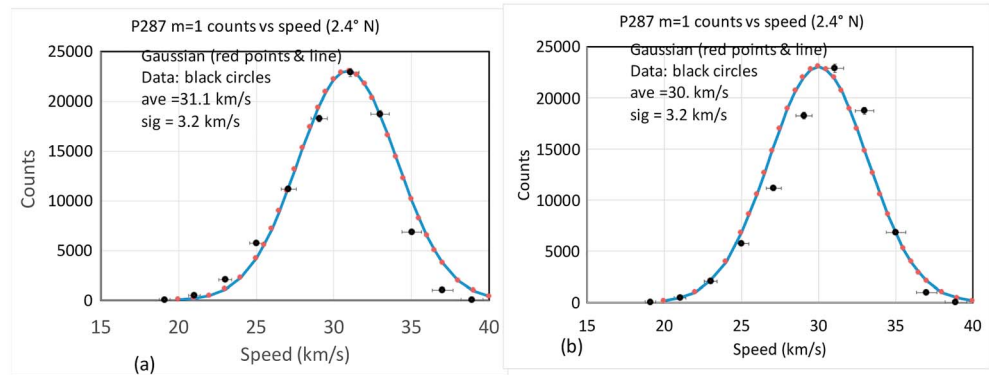 P287 m=1 counts vs speed (2.4° N)
25000
20000
15000
10000
5000
0
Counts
Gaussian (red points & line)
Data: black circles
ave =31.1 km/s
sig = 3.2 km/s
15 20 25 30 35 40
Speed (km/s)
(a)
P287 m=1 counts vs speed (2.4° N)
25000
20000
15000
10000
5000
0
Counts
Gaussian (red points & line)
Data: black circles
ave =30. km/s
sig = 3.2 km/s
15 20 25 30 35 40
Speed (km/s)
(b)